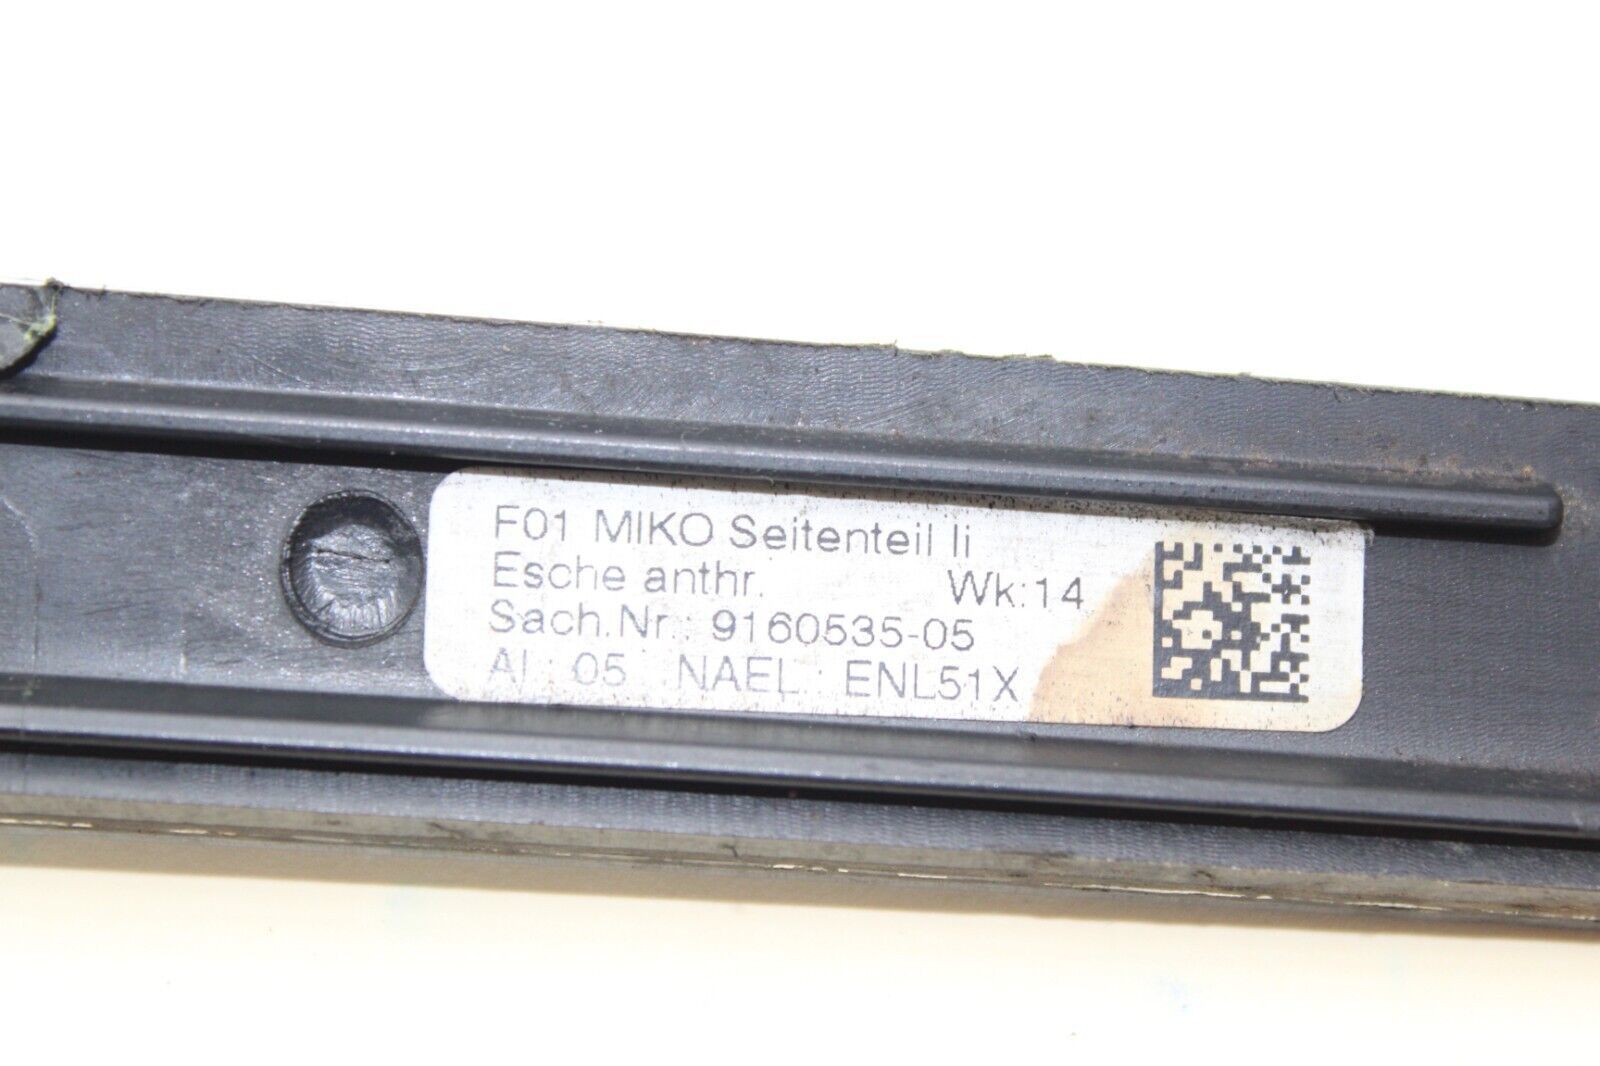 F01 MIKO Seitenteil li
Esche anthr. Wk:14
Sach.Nr.: 9160535-05
AI : 05 NAEL: ENL51X